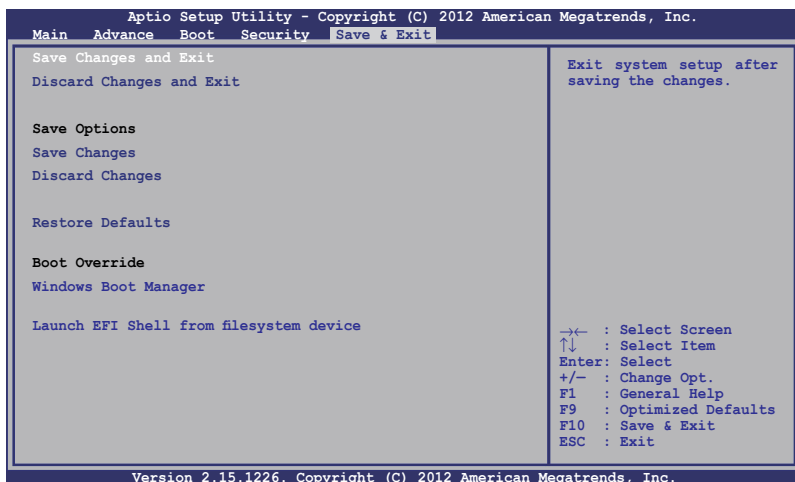 Aptio Setup Utility - Copyright (C) 2012 American Megatrends, Inc.
Main Advance Boot Security Save & Exit
Save Changes and Exit
Discard Changes and Exit
Save Options
Save Changes
Discard Changes
Restore Defaults
Boot Override
Windows Boot Manager
Launch EFI Shell from filesystem device
Exit system setup after
saving the changes.
→← : Select Screen
↑↓ : Select Item
Enter: Select
+/— : Change Opt.
F1 : General Help
F9 : Optimized Defaults
F10 : Save & Exit
ESC : Exit
Version 2.15.1226. Copyright (C) 2012 American Megatrends, Inc.